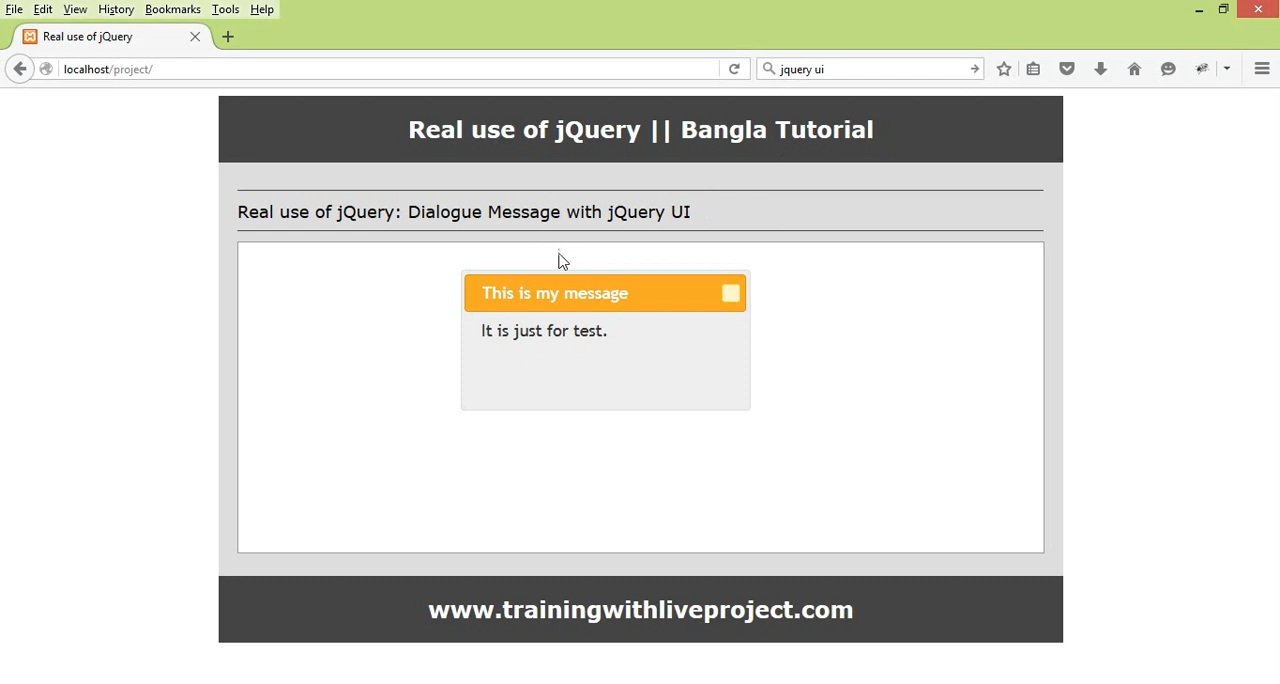 File Edit View History Bookmarks Tools Help
Real use of jQuery
localhost/project/
jquery ui
Real use of jQuery || Bangla Tutorial
Real use of jQuery: Dialogue Message with jQuery UI
This is my message
It is just for test.
www.trainingwithliveproject.com